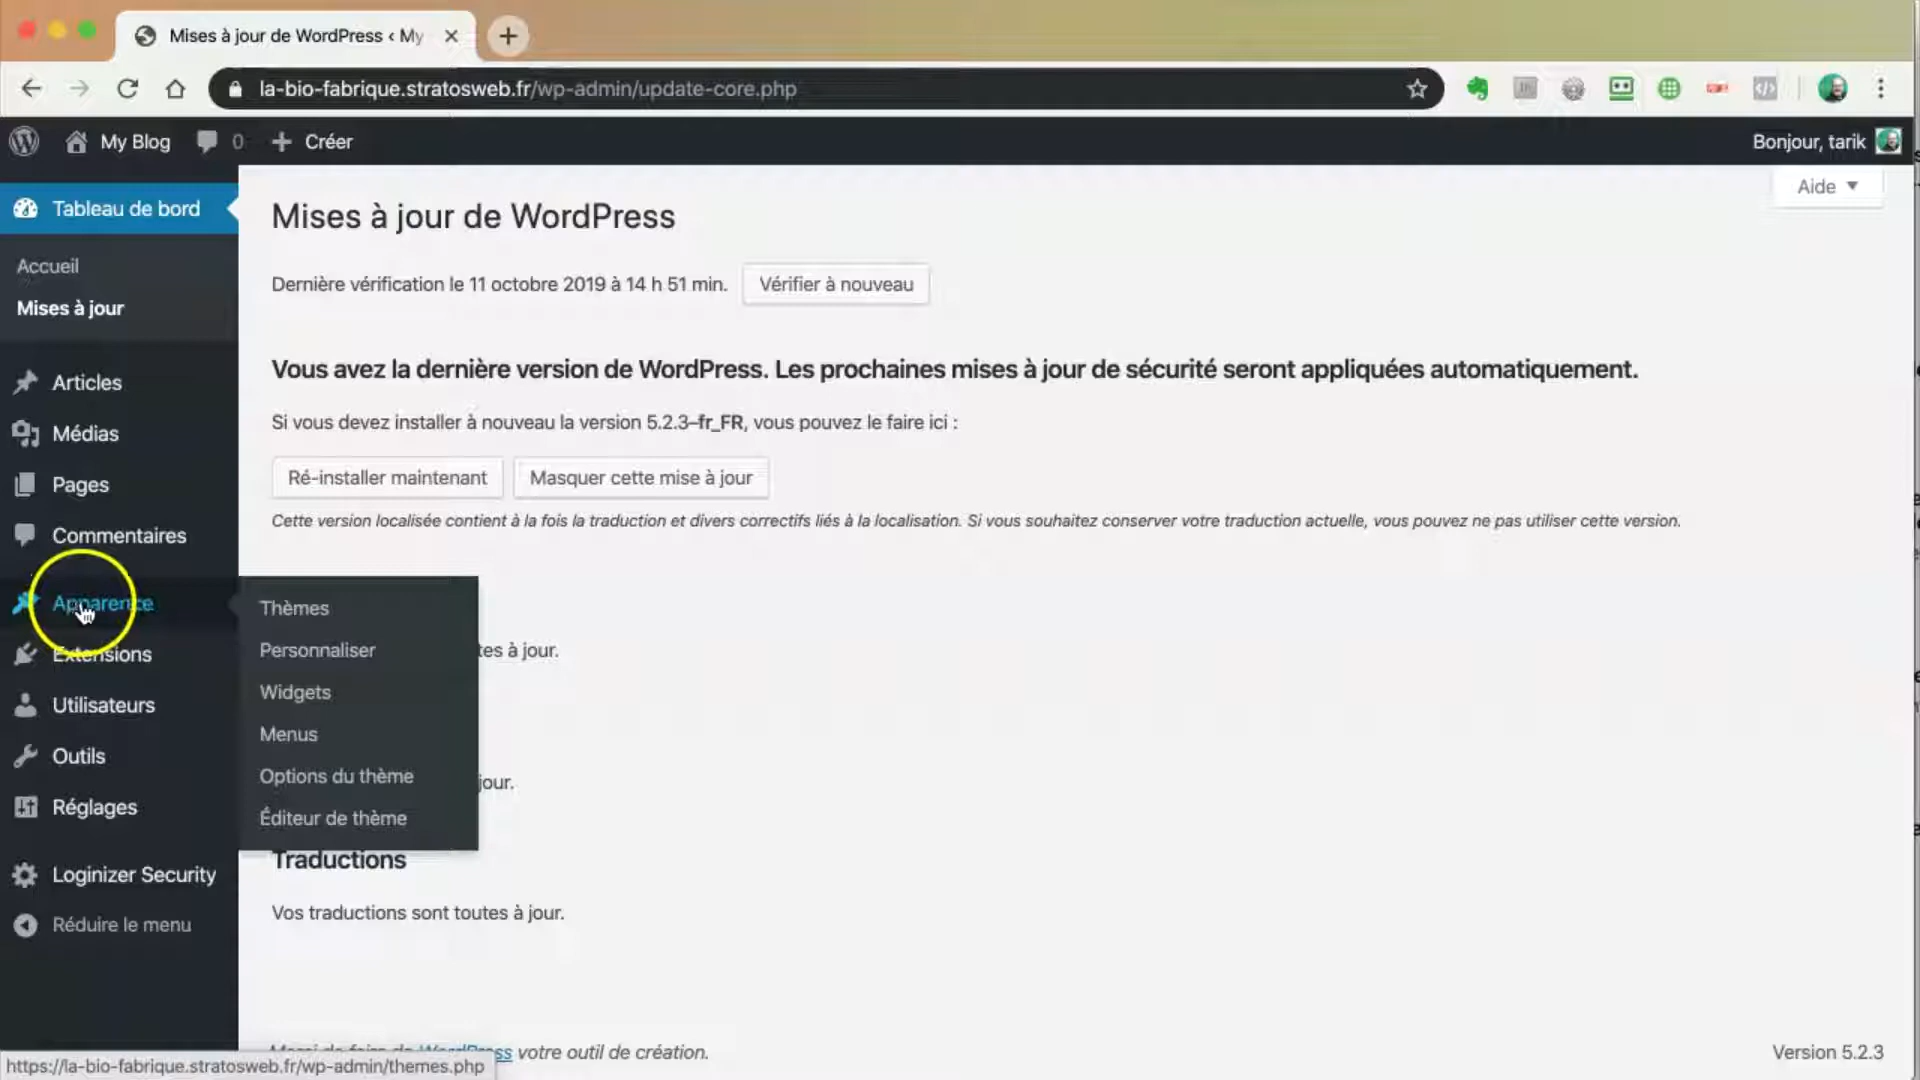 Mises à jour de WordPress ‹ My
la-bio-fabrique.stratosweb.fr/wp-admin/update-core.php
My Blog 0 Créer
Bonjour, tarik
Aide
Tableau de bord
Accueil
Mises à jour
Articles
Médias
Pages
Commentaires
Apparence
Extensions
Utilisateurs
Outils
Réglages
Loginizer Security
Réduire le menu
Thèmes
Personnaliser
Widgets
Menus
Options du thème
Éditeur de thème
Mises à jour de WordPress
Dernière vérification le 11 octobre 2019 à 14 h 51 min. Vérifier à nouveau
Vous avez la dernière version de WordPress. Les prochaines mises à jour de sécurité seront appliquées automatiquement.
Si vous devez installer à nouveau la version 5.2.3–fr_FR, vous pouvez le faire ici :
Ré-installer maintenant Masquer cette mise à jour
Cette version localisée contient à la fois la traduction et divers correctifs liés à la localisation. Si vous souhaitez conserver votre traduction actuelle, vous pouvez ne pas utiliser cette version.
tes à jour.
jour.
Traductions
Vos traductions sont toutes à jour.
Merci de faire de WordPress votre outil de création.
Version 5.2.3
https://la-bio-fabrique.stratosweb.fr/wp-admin/themes.php